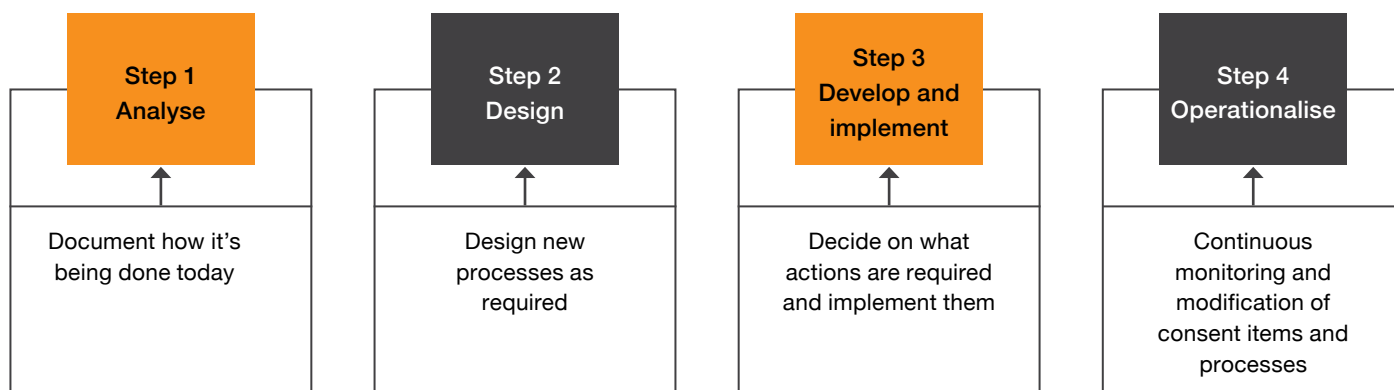 Step 1
Analyse
Document how it’s
being done today
Step 2
Design
Design new
processes as
required
Step 3
Develop and
implement
Decide on what
actions are required
and implement them
Step 4
Operationalise
Continuous
monitoring and
modification of
consent items and
processes